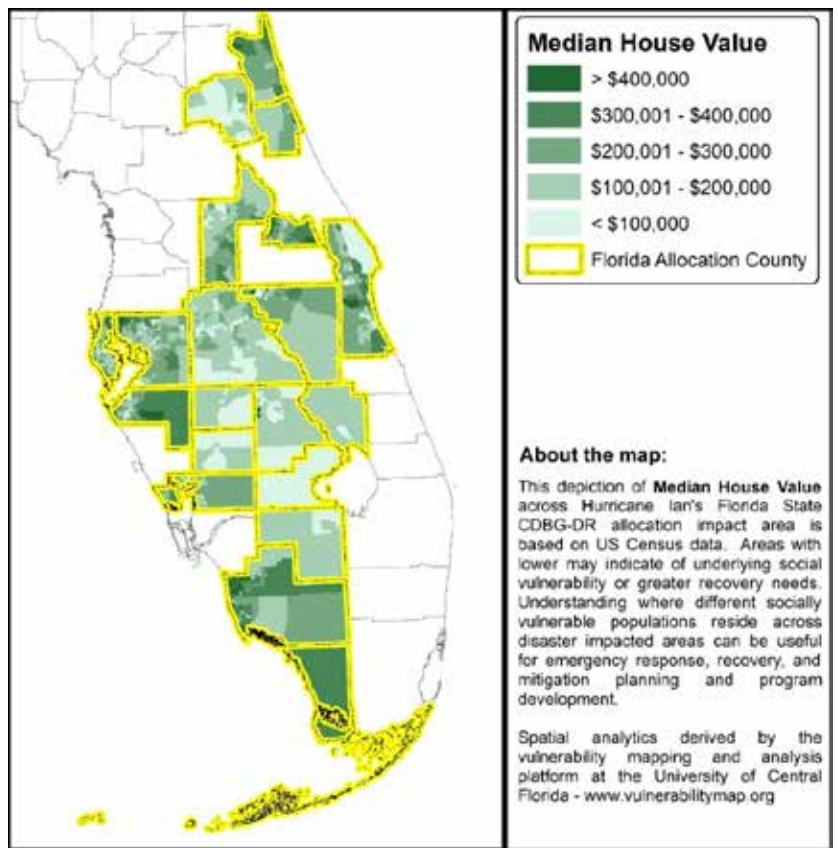 Median House Value
> $400,000
$300,001 - $400,000
$200,001 - $300,000
$100,001 - $200,000
< $100,000
Florida Allocation County
About the map:
This depiction of Median House Value
across Hurricane Ian's Florida State
CDBG-DR allocation impact area is
based on US Census data. Areas with
lower may indicate of underlying social
vulnerability or greater recovery needs.
Understanding where different socially
vulnerable populations reside across
disaster impacted areas can be useful
for emergency response, recovery, and
mitigation planning and program
development.
Spatial analytics derived by the
vulnerability mapping and analysis
platform at the University of Central
Florida - www.vulnerabilitymap.org